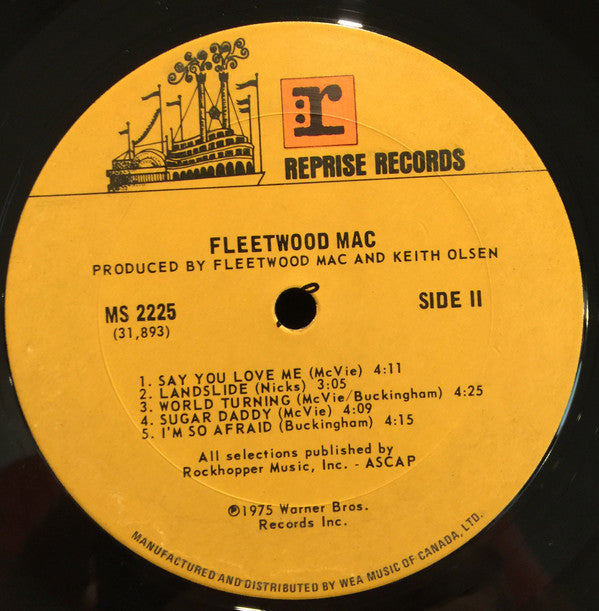 :r
REPRISE RECORDS
FLEETWOOD MAC
PRODUCED BY FLEETWOOD MAC AND KEITH OLSEN
MS 2225
(31,893)
SIDE II
1. SAY YOU LOVE ME (McVie) 4:11
2. LANDSLIDE (Nicks) 3:05
3. WORLD TURNING (McVie/Buckingham) 4:25
4. SUGAR DADDY (McVie) 4:09
5. I'M SO AFRAID (Buckingham) 4:15
All selections published by
Rockhopper Music, Inc. - ASCAP
℗1975 Warner Bros.
Records Inc.
MANUFACTURED AND DISTRIBUTED BY WEA MUSIC OF CANADA, LTD.